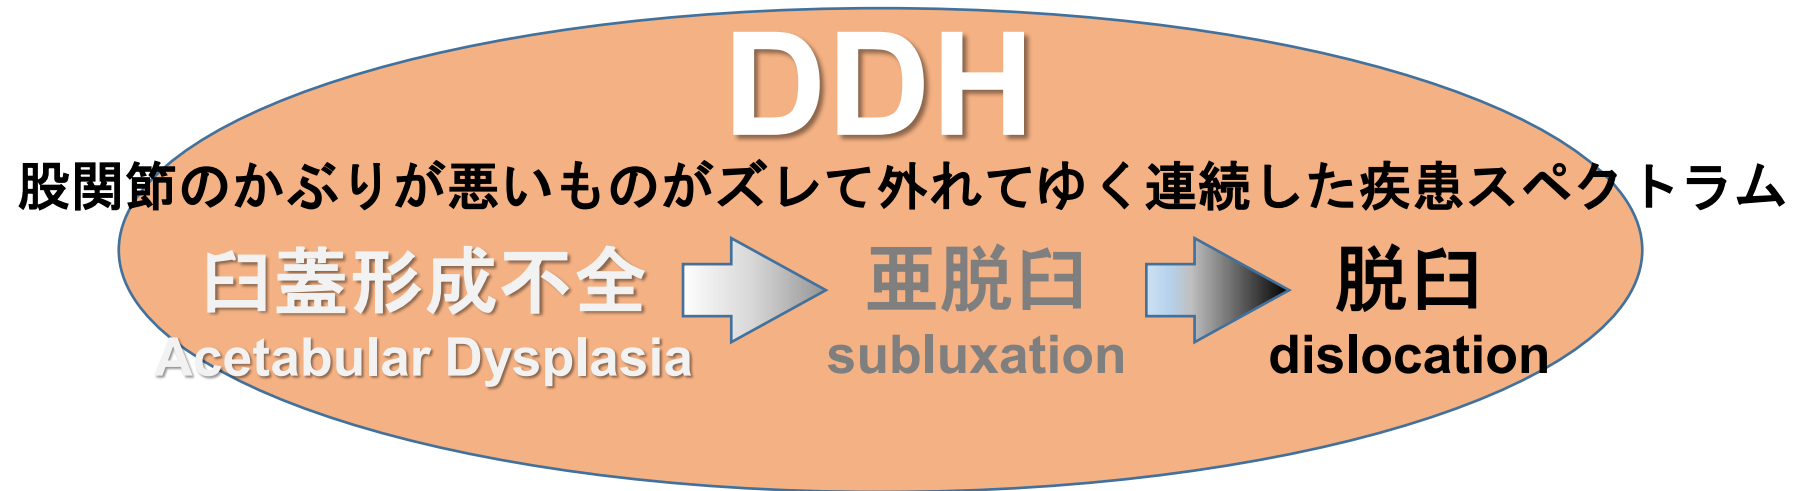 DDH
股関節のかぶりが悪いものがズレて外れてゆく連続した疾患スペクトラム
臼蓋形成不全 亜脱臼 脱臼
Acetabular Dysplasia subluxation dislocation